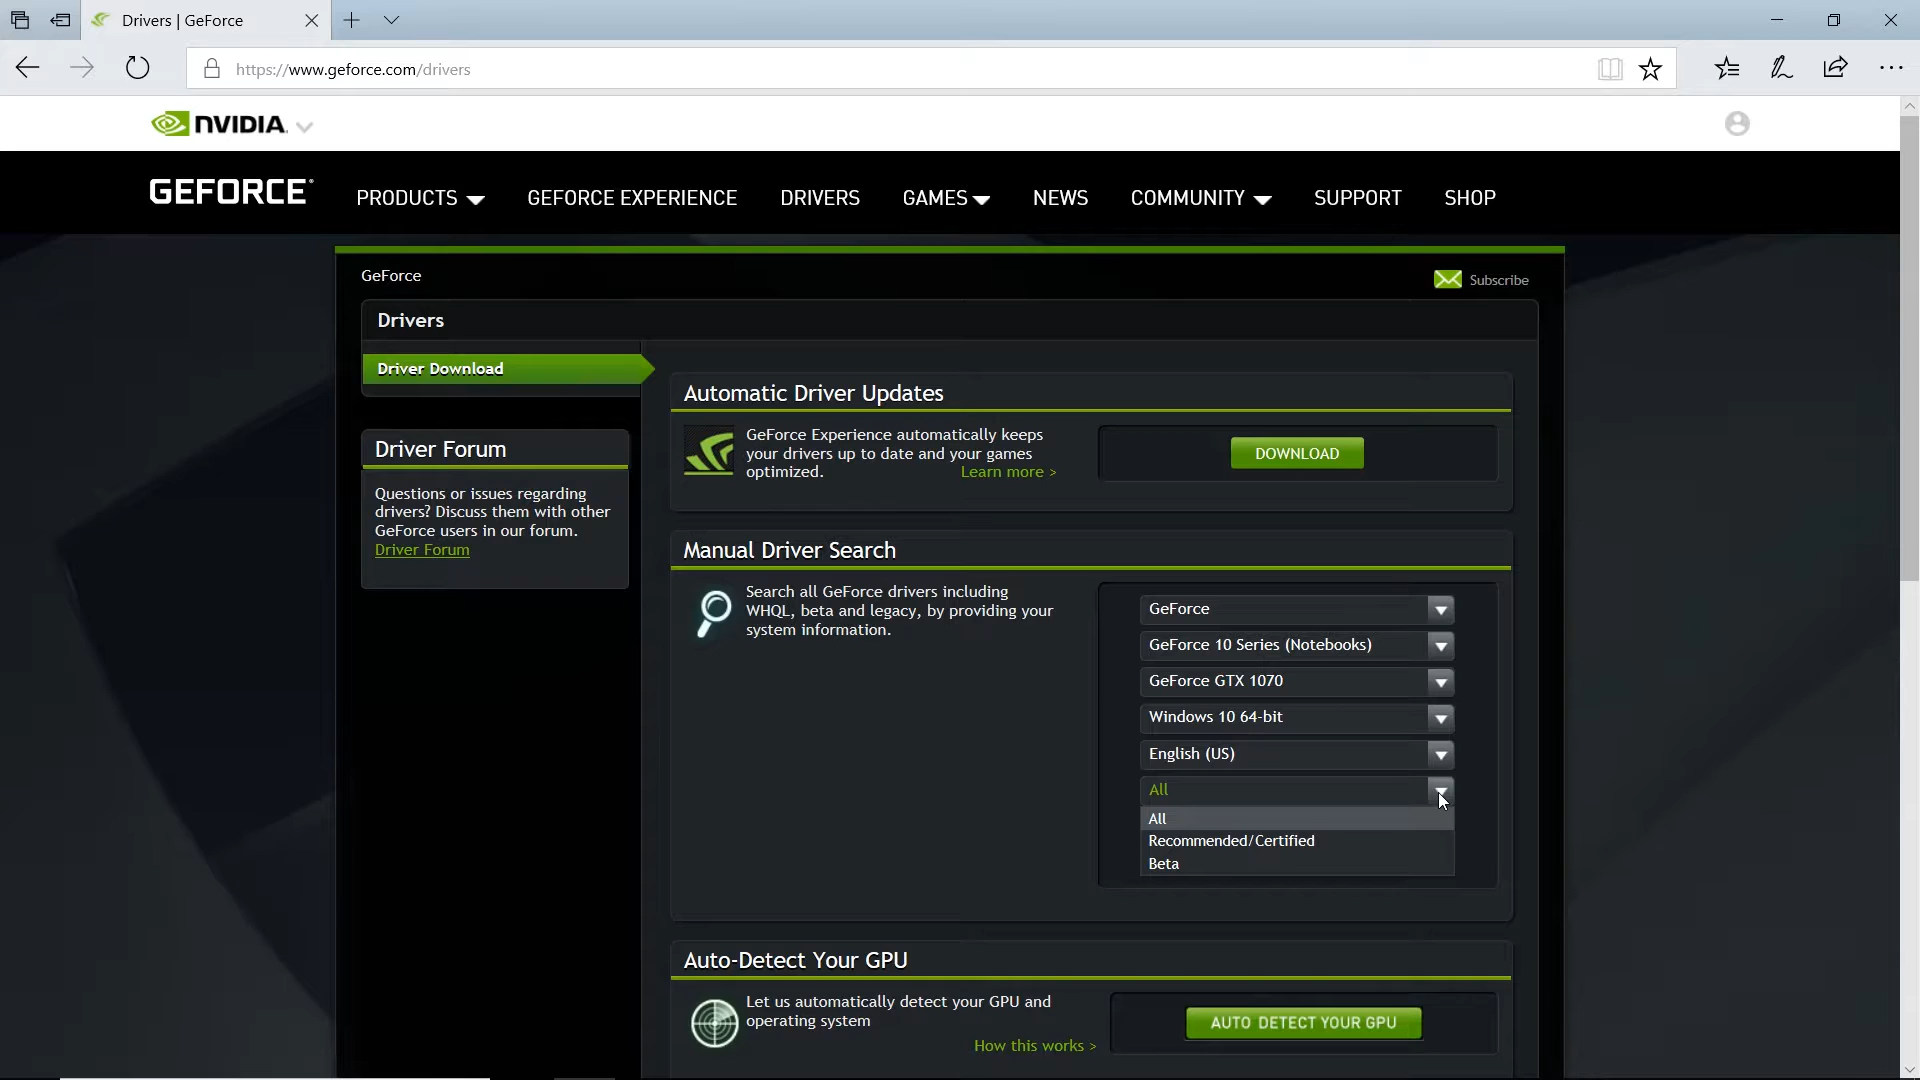 Drivers | GeForce
https://www.geforce.com/drivers
NVIDIA.
GEFORCE
PRODUCTS
GEFORCE EXPERIENCE
DRIVERS
GAMES
NEWS
COMMUNITY
SUPPORT
SHOP
GeForce
Subscribe
Drivers
Driver Download
Driver Forum
Questions or issues regarding
drivers? Discuss them with other
GeForce users in our forum.
Driver Forum
Automatic Driver Updates
GeForce Experience automatically keeps
your drivers up to date and your games
optimized. Learn more >
DOWNLOAD
Manual Driver Search
Search all GeForce drivers including
WHQL, beta and legacy, by providing your
system information.
GeForce
GeForce 10 Series (Notebooks)
GeForce GTX 1070
Windows 10 64-bit
English (US)
All
All
Recommended/Certified
Beta
Auto-Detect Your GPU
Let us automatically detect your GPU and
operating system
How this works >
AUTO DETECT YOUR GPU